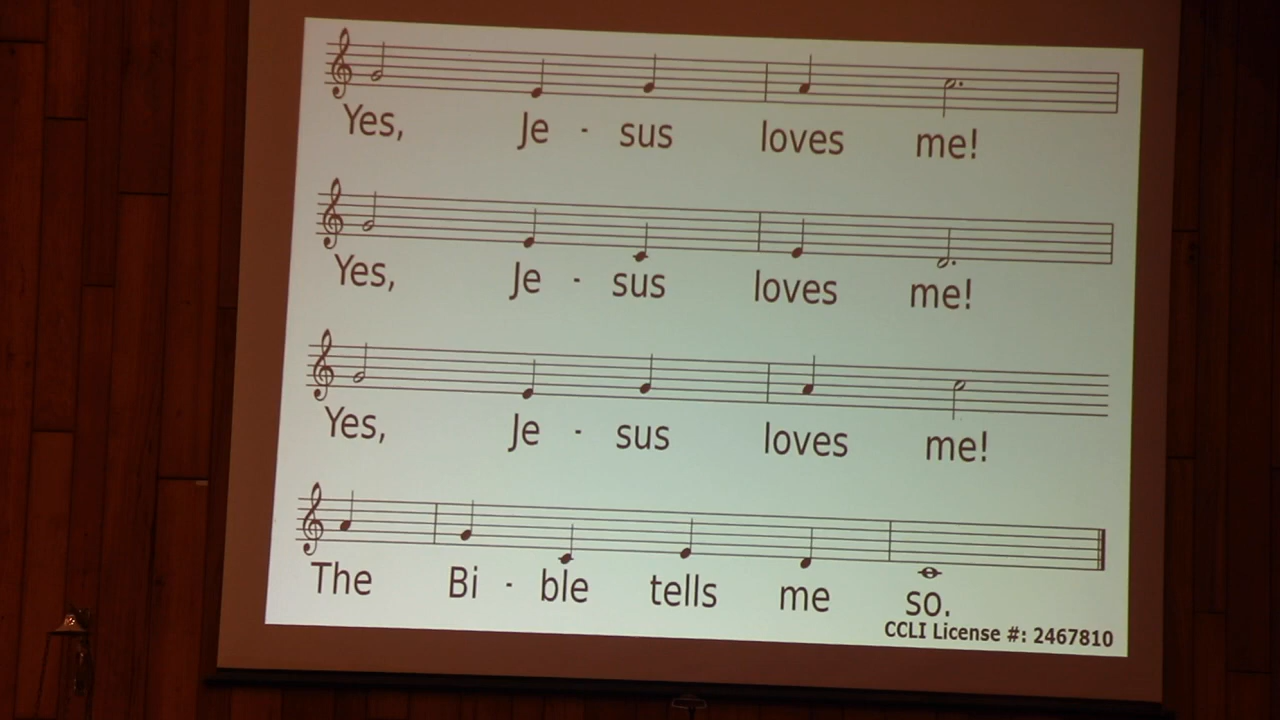 Yes, Je - sus loves me!
Yes, Je - sus loves me!
Yes, Je - sus loves me!
The Bi - ble tells me so.
CCLI License #: 2467810